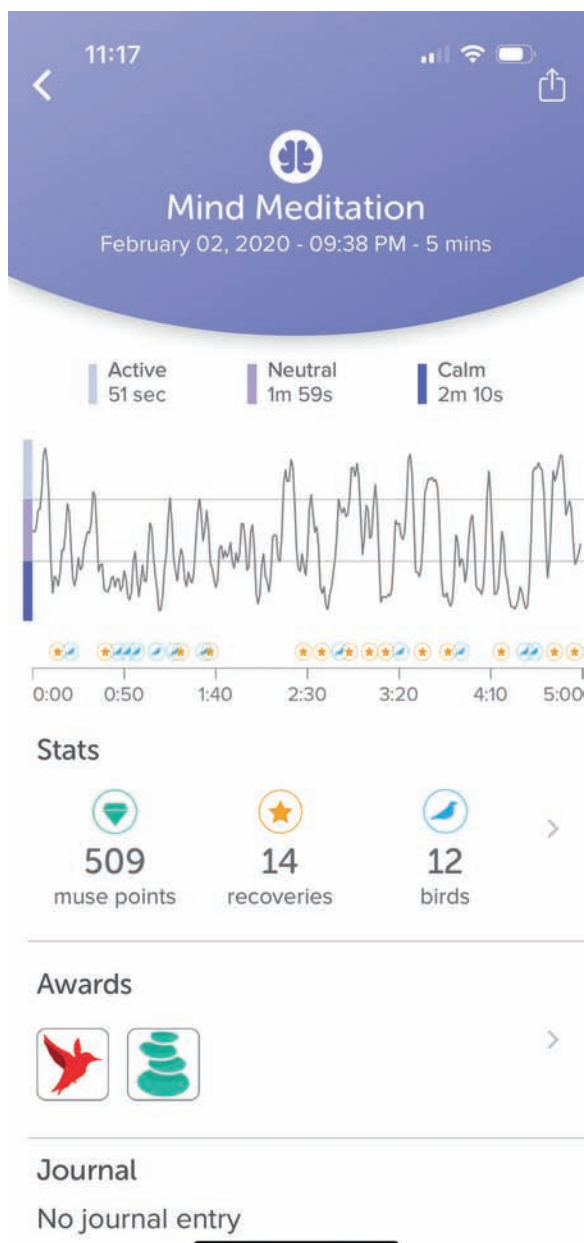 11:17
Mind Meditation
February 02, 2020 - 09:38 PM - 5 mins
Active Neutral Calm
51 sec 1m 59s 2m 10s
0:00 0:50 1:40 2:30 3:20 4:10 5:00
Stats
509 14 12
muse points recoveries birds
Awards
Journal
No journal entry